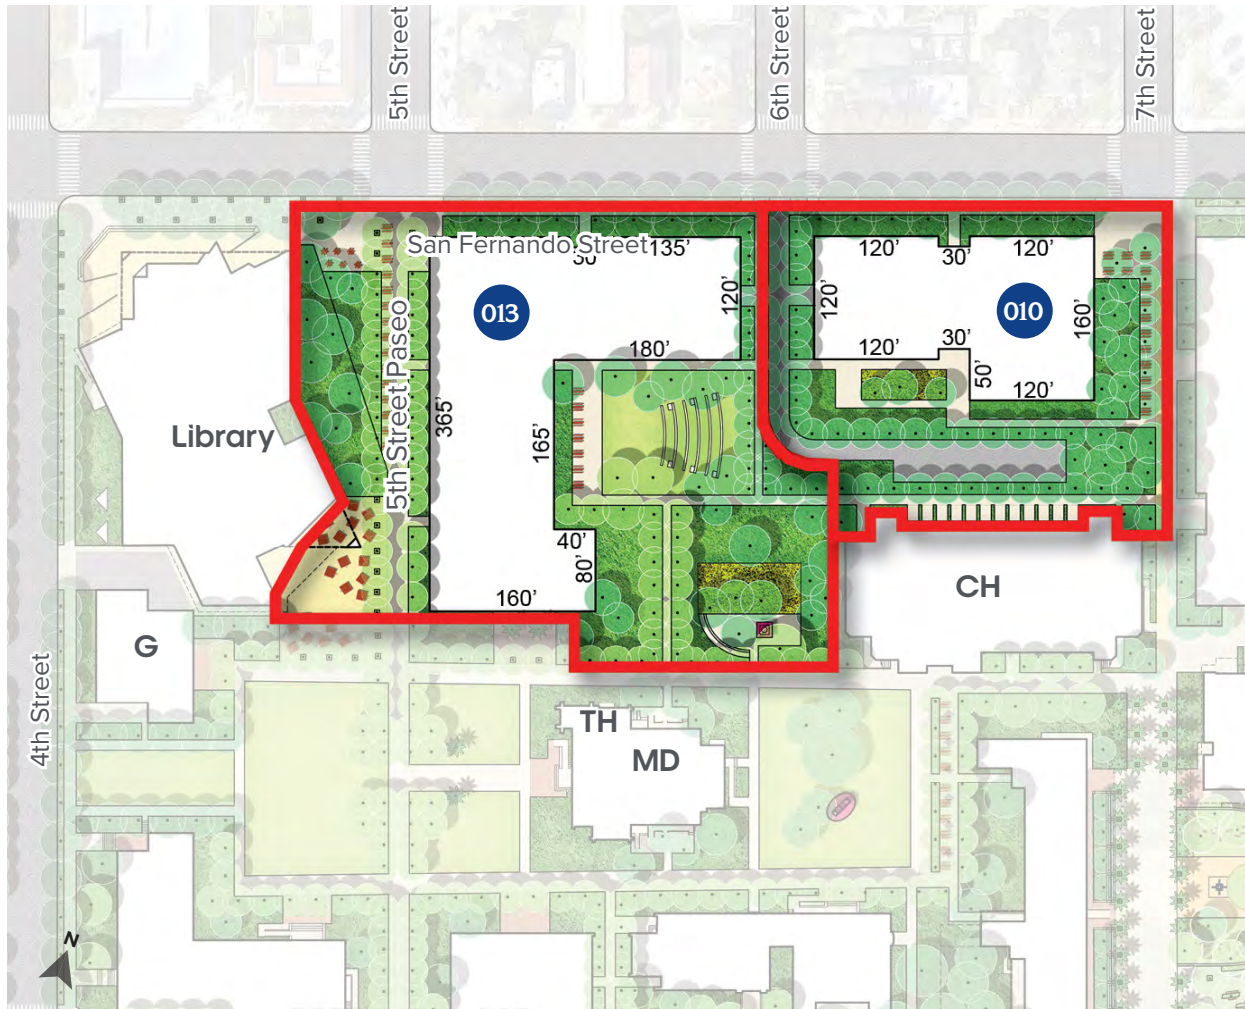 5th Street
6th Street
7th Street
San Fernando Street
30'
135'
120'
30'
120'
013
120'
120'
010
160'
5th Street Paseo
180'
120'
30'
50'
120'
365'
165'
Library
40'
80'
160'
CH
G
4th Street
TH
MD
N